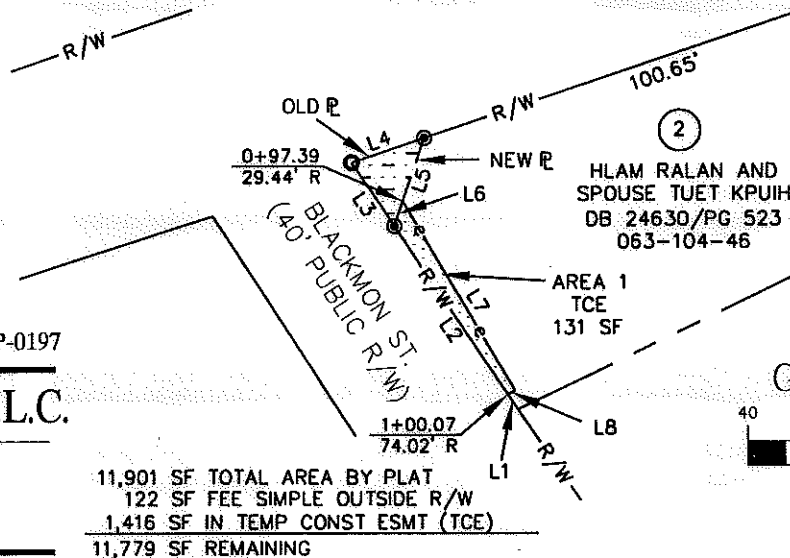 R/W
100.65'
OLD ⅊
L4
R/W
2
0+97.39
29.44' R
L5
NEW ⅊
HLAM RALAN AND
SPOUSE TUET KPUIH
DB 24630/PG 523
063-104-46
L3
L6
e
BLACKMON ST.
(40' PUBLIC R/W)
R/W
L2
L7
e
AREA 1
TCE
131 SF
P-0197
L.C.
1+00.07
74.02' R
L1
L8
R/W
40
11,901 SF TOTAL AREA BY PLAT
122 SF FEE SIMPLE OUTSIDE R/W
1,416 SF IN TEMP CONST ESMT (TCE)
11,779 SF REMAINING